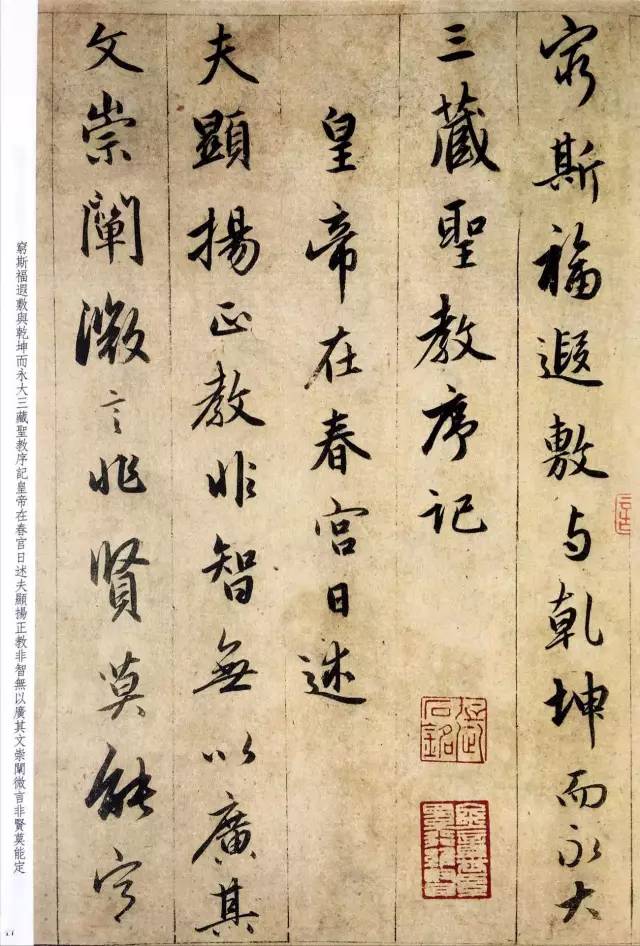 窮斯福遐敷与乾坤而永大
三藏聖教序記
皇帝在春宮日述
夫顯揚正教非智無以廣其
文崇闡微言非賢莫能定
窮斯福遐敷與乾坤而永大三藏聖教序記皇帝在春宮日述夫顯揚正教非智無以廣其文崇闡微言非賢莫能定